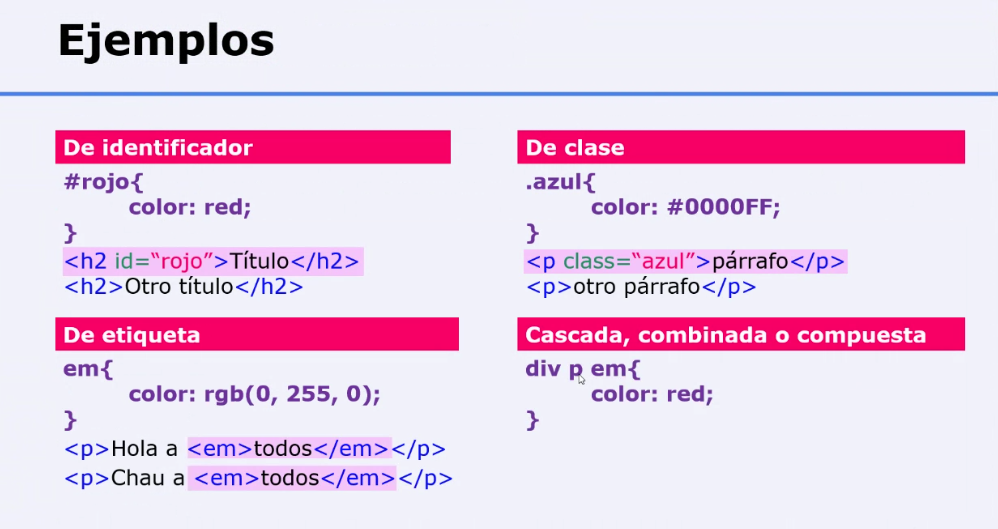 Ejemplos
De identificador
#rojo{
color: red;
}
<h2 id=“rojo”>Título</h2>
<h2>Otro título</h2>
De clase
.azul{
color: #0000FF;
}
<p class=“azul”>párrafo</p>
<p>otro párrafo</p>
De etiqueta
em{
color: rgb(0, 255, 0);
}
<p>Hola a <em>todos</em></p>
<p>Chau a <em>todos</em></p>
Cascada, combinada o compuesta
div p em{
color: red;
}